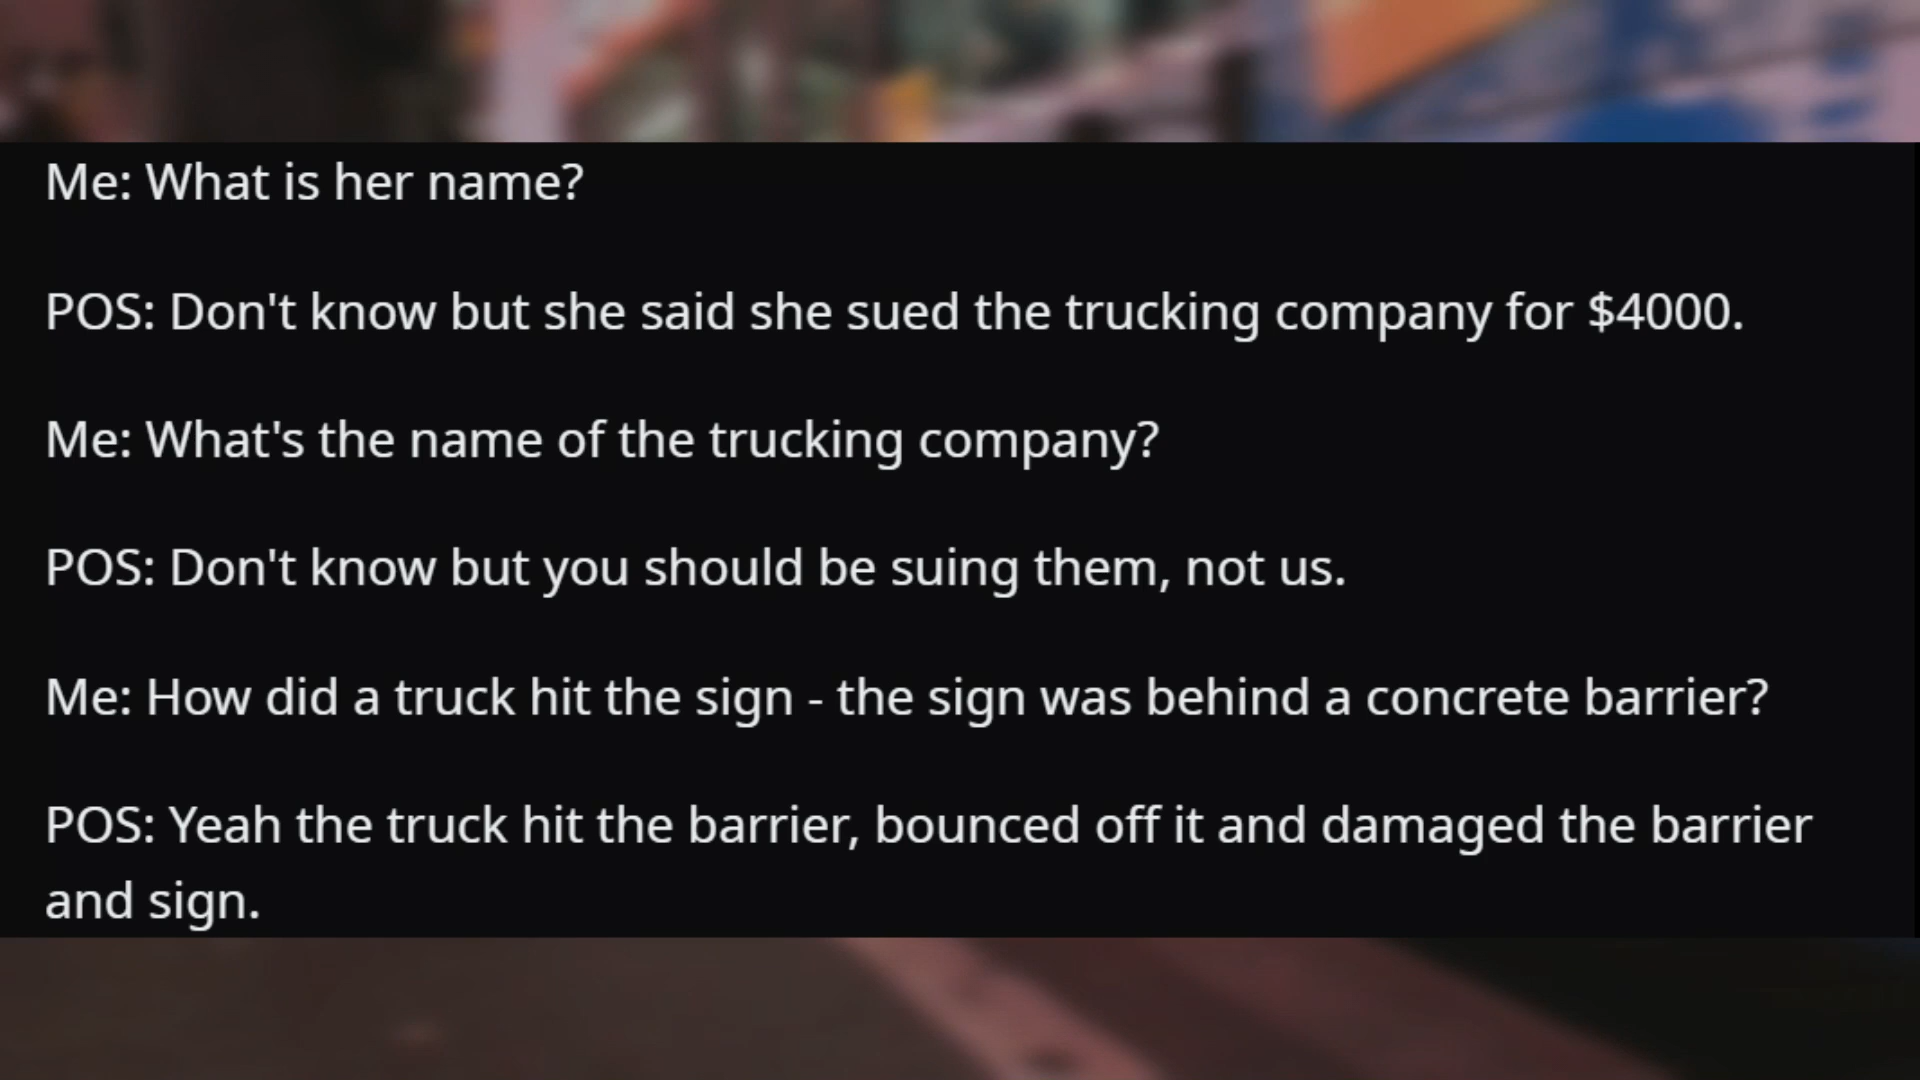 Me: What is her name?
POS: Don't know but she said she sued the trucking company for $4000.
Me: What's the name of the trucking company?
POS: Don't know but you should be suing them, not us.
Me: How did a truck hit the sign - the sign was behind a concrete barrier?
POS: Yeah the truck hit the barrier, bounced off it and damaged the barrier
and sign.